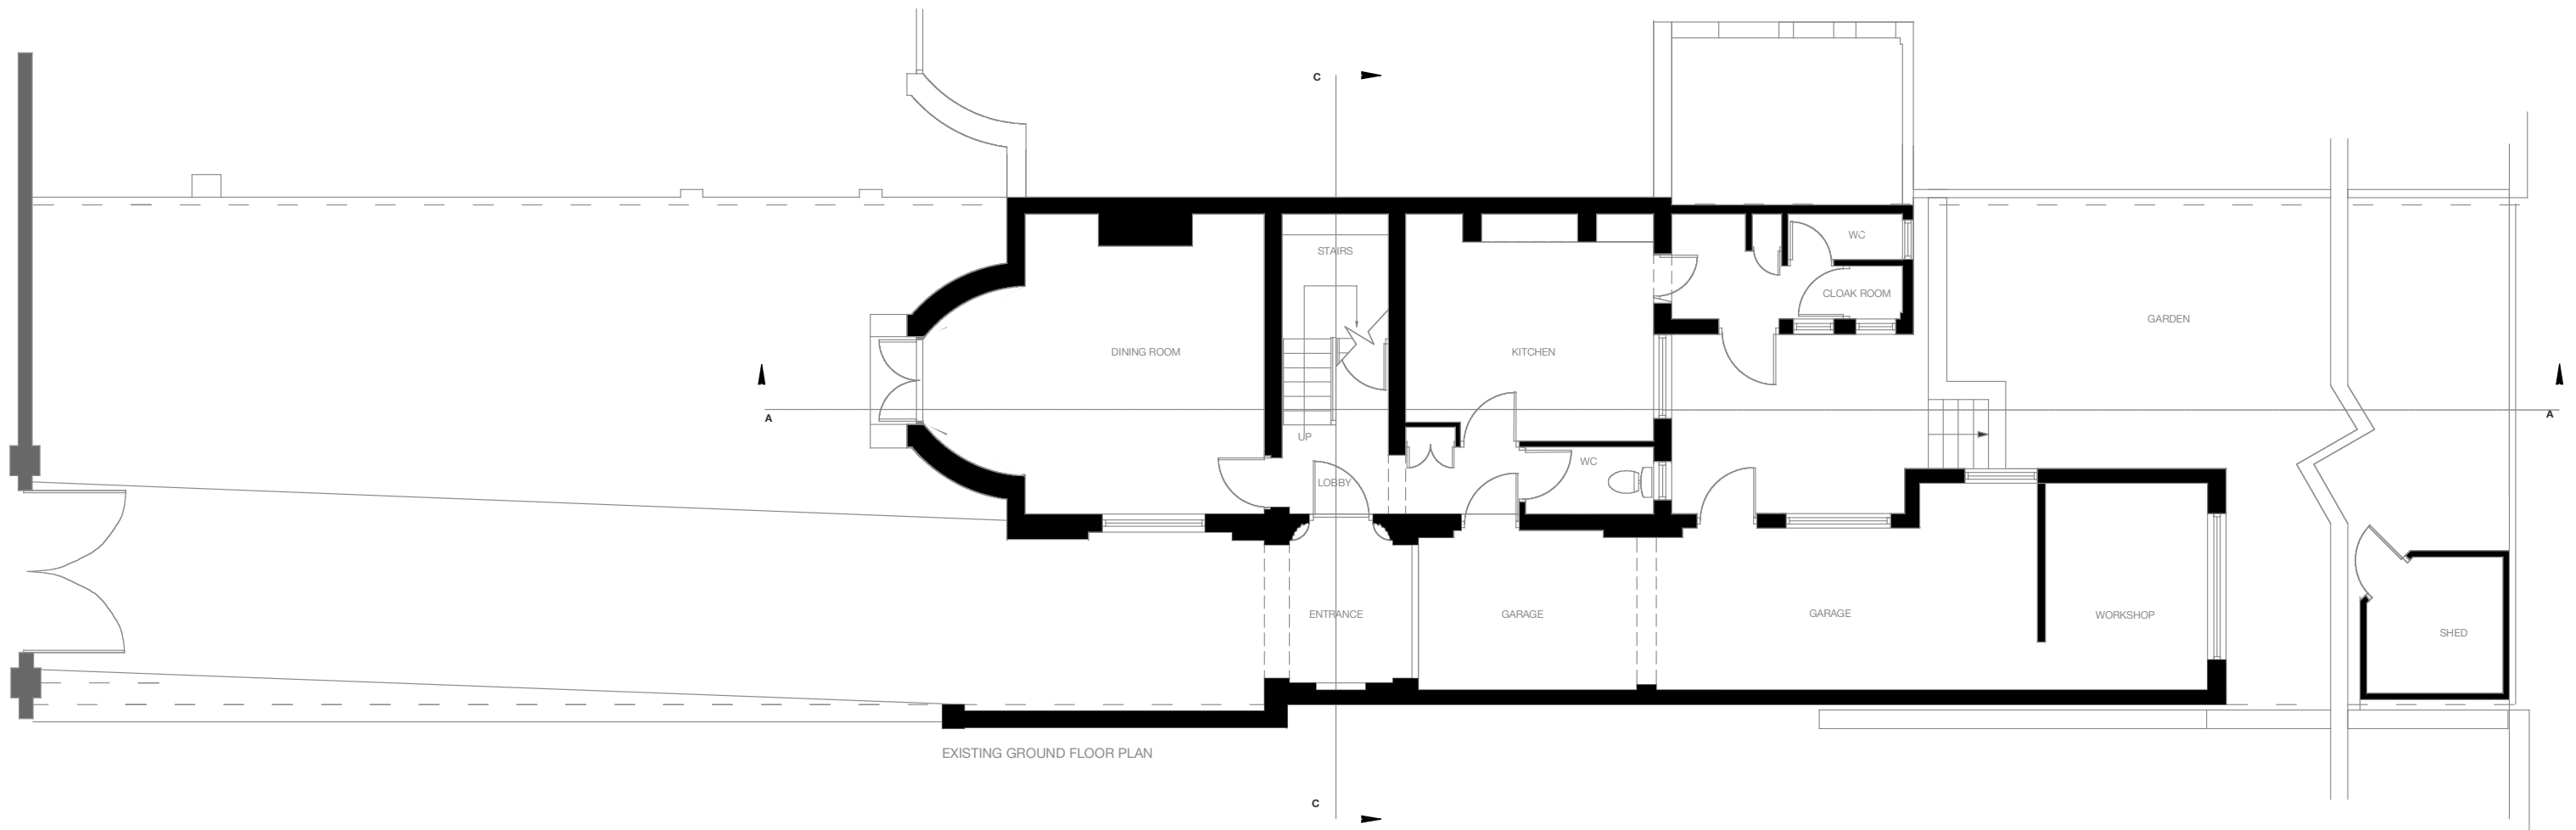 C
WC
STAIRS
CLOAK ROOM
GARDEN
DINING ROOM
KITCHEN
A
A
UP
WC
LOBBY
ENTRANCE
GARAGE
GARAGE
WORKSHOP
SHED
EXISTING GROUND FLOOR PLAN
C